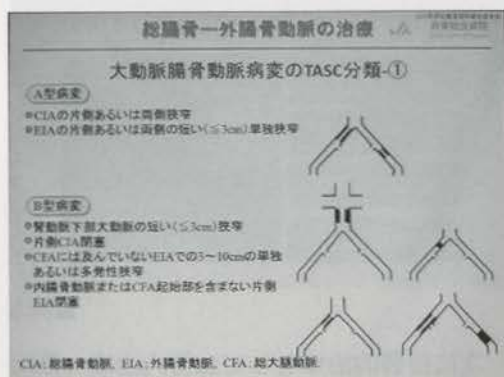 総腸骨ー外腸骨動脈の治療
大動脈腸骨動脈病変のTASC分類-①
A型病変
CIAの片側あるいは両側狭窄
EIAの片側あるいは両側の短い(≦3cm)単独狭窄
B型病変
腎動脈下部大動脈の短い(≦3cm)狭窄
片側CIA閉塞
CFAには及んでいないEIAでの3～10cmの単独
あるいは多発性狭窄
内腸骨動脈またはCFA起始部を含まない片側
EIA閉塞
CIA:総腸骨動脈, EIA:外腸骨動脈, CFA:総大腿動脈.